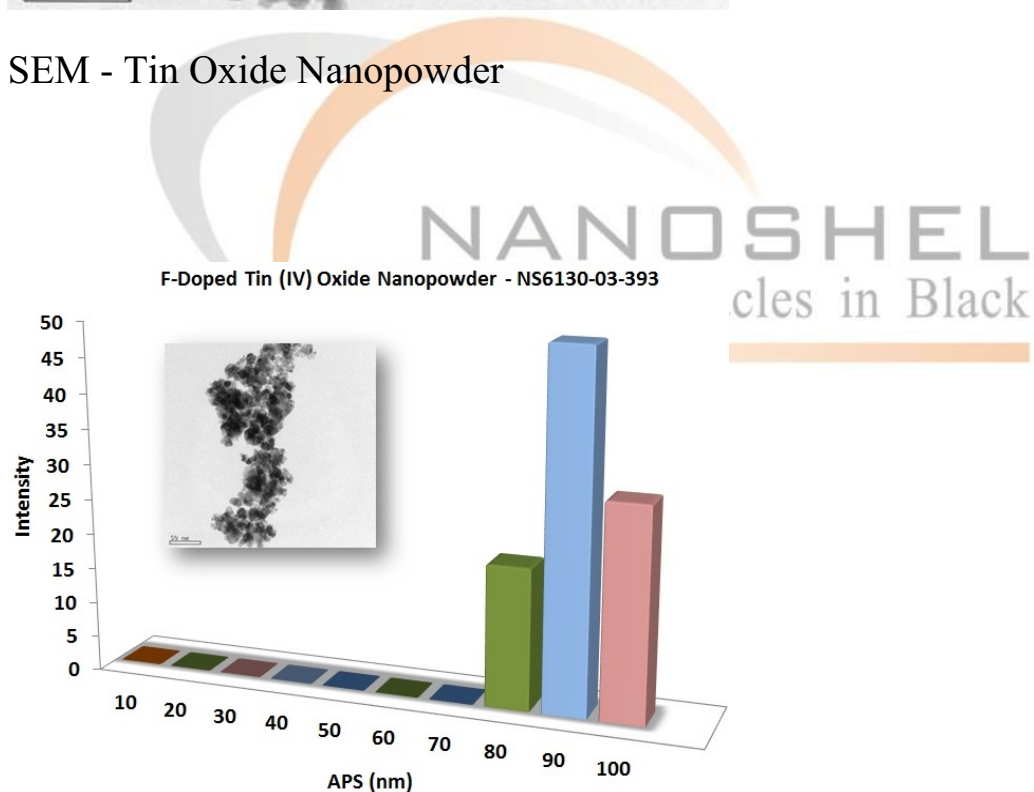 SEM - Tin Oxide Nanopowder
NANOSHEL
cles in Black
F-Doped Tin (IV) Oxide Nanopowder - NS6130-03-393
50
45
40
35
30
25
20
15
10
5
0
Intensity
10 20 30 40 50 60 70 80 90 100
APS (nm)